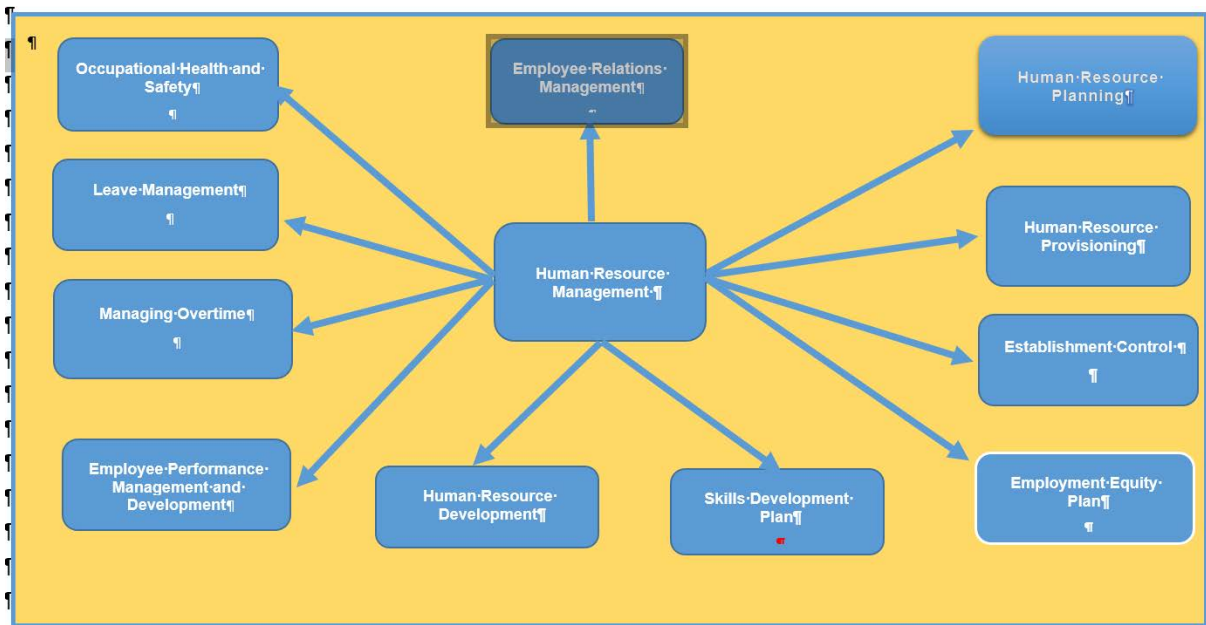 Occupational Health and
Safety
Employee Relations
Management
Human Resource
Planning
Leave Management
Human Resource
Provisioning
Human Resource
Management
Managing Overtime
Establishment Control
Employee Performance
Management and
Development
Human Resource
Development
Skills Development
Plan
Employment Equity
Plan